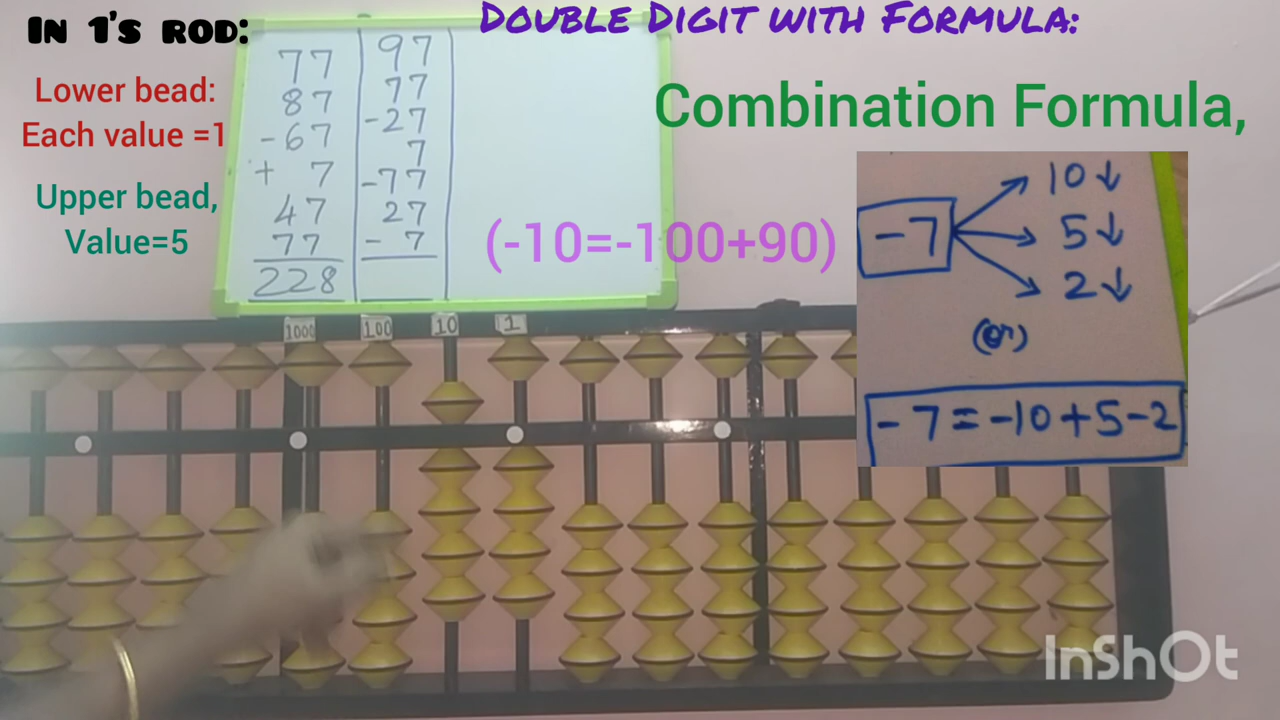 In 1's rod:
Lower bead:
Each value =1
Upper bead,
Value=5
Double Digit with Formula:
Combination Formula,
(-10=-100+90)
77
87
-67
+ 7
47
77
228
97
77
-27
7
-77
27
- 7
-7
10↓
5↓
2↓
(or)
-7=-10+5-2
1000 100 10 1
InShOt